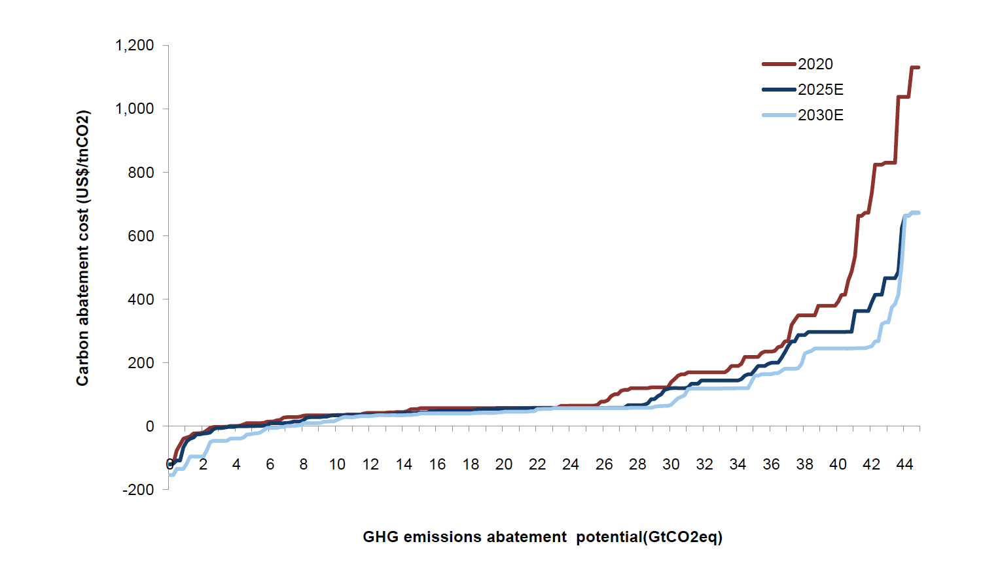 1,200
1,000
800
600
400
200
0
-200
Carbon abatement cost (US$/tnCO2)
2020
2025E
2030E
0 2 4 6 8 10 12 14 16 18 20 22 24 26 28 30 32 34 36 38 40 42 44
GHG emissions abatement  potential(GtCO2eq)